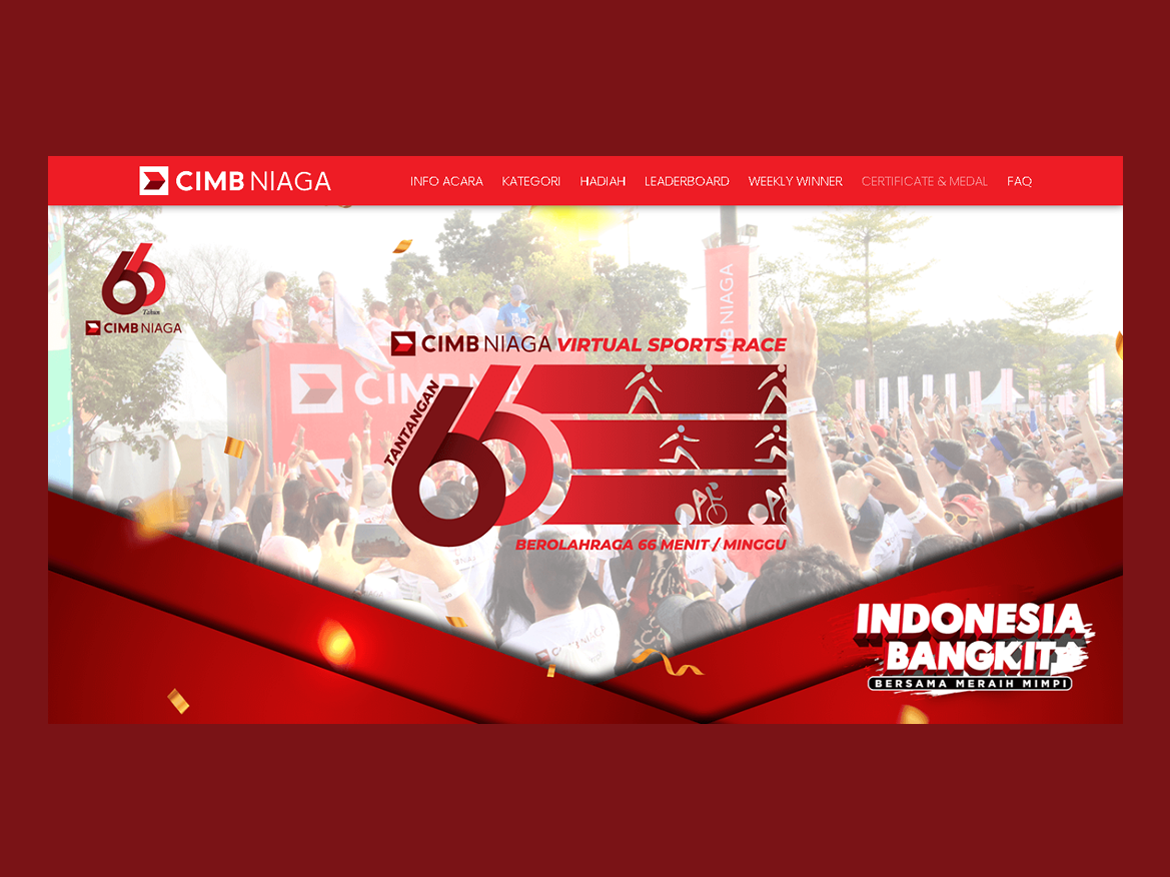 CIMB NIAGA
INFO ACARA KATEGORI HADIAH LEADERBOARD WEEKLY WINNER CERTIFICATE & MEDAL FAQ
66
Tahun
CIMB NIAGA
CIMB NIAGA
CIMB NIAGA VIRTUAL SPORTS RACE
CIMB NIA
TANTANGAN
66
BEROLAHRAGA 66 MENIT / MINGGU
INDONESIA
BANGKIT
BERSAMA MERAIH MIMPI